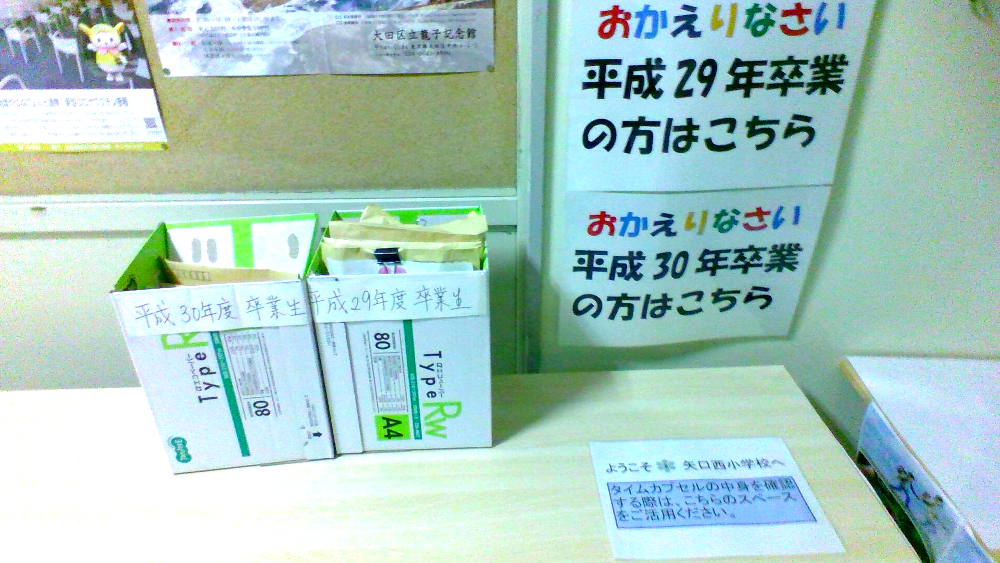 大田区立龍子記念館
おかえりなさい
平成29年卒業
の方はこちら
おかえりなさい
平成30年卒業
の方はこちら
平成30年度 卒業生
平成29年度 卒業生
Type
Rw
80
Type
Rw
80
A4
ようこそ 矢口西小学校へ
タイムカプセルの中身を確認
する際は、こちらのスペース
をご活用ください。